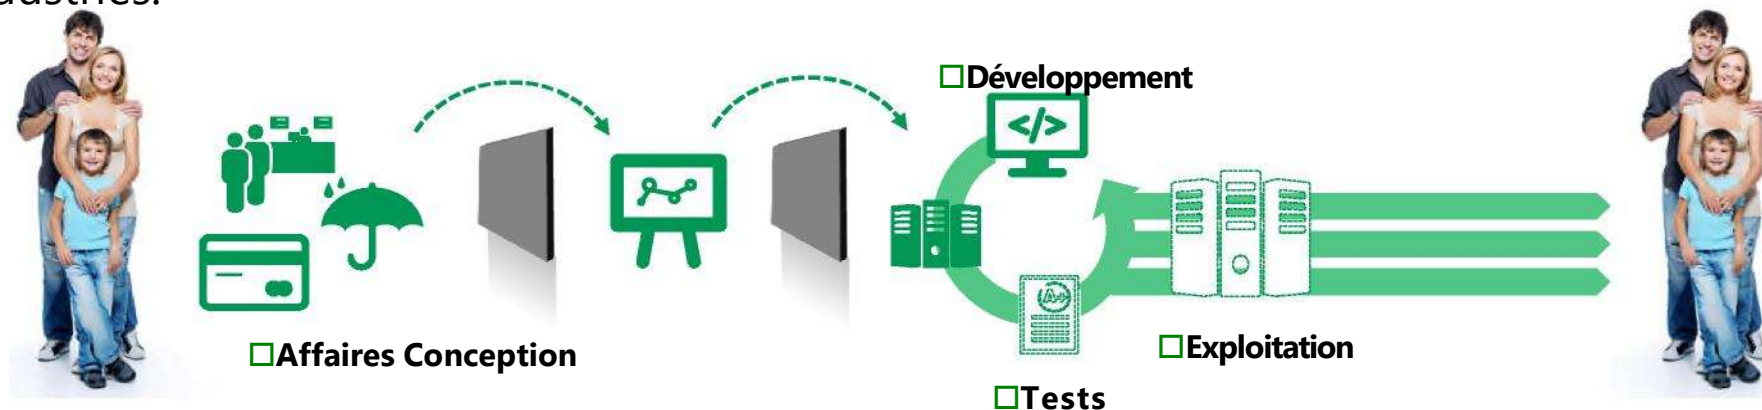 □Développement
</>
A+
□Affaires Conception
□Exploitation
□Tests